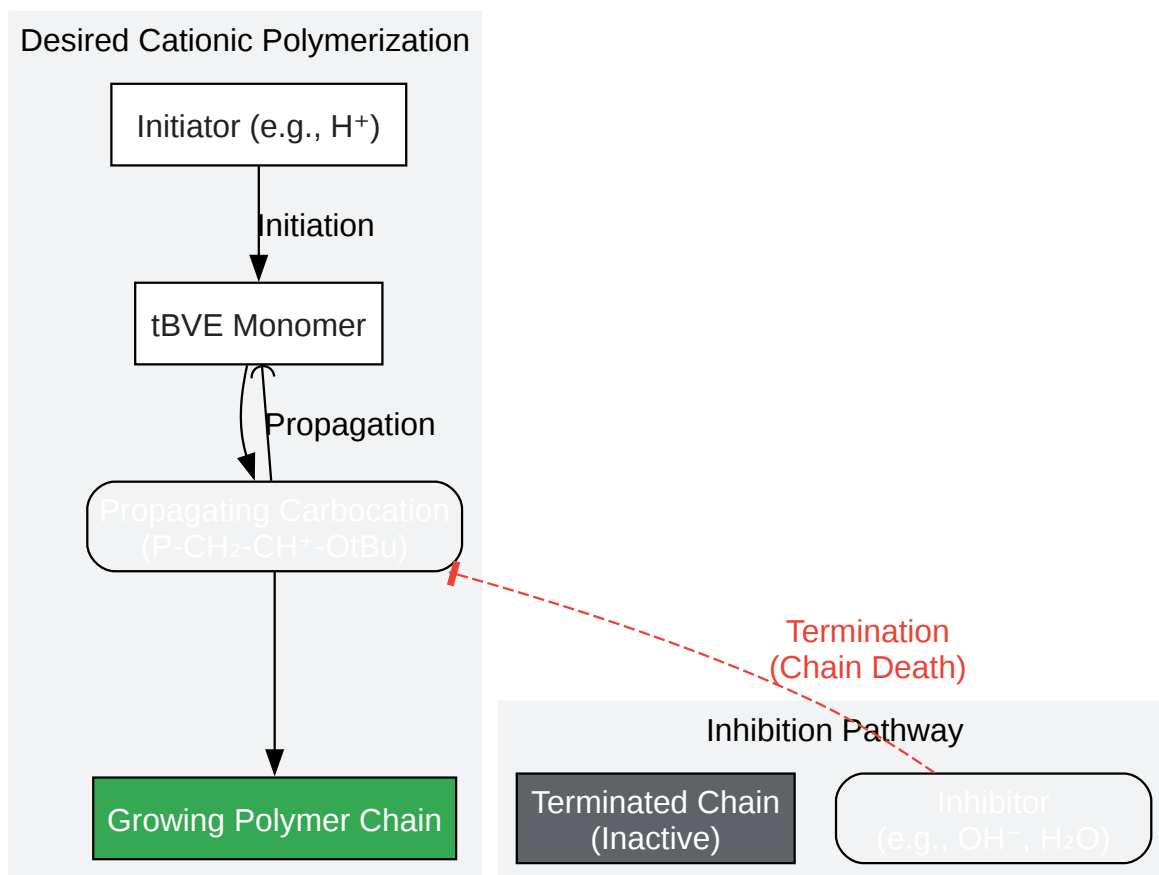 Desired Cationic Polymerization
Initiator (e.g., H⁺)
Initiation
tBVE Monomer
Propagation
Propagating Carbocation
(P-CH₂-CH⁺-OtBu)
Termination
(Chain Death)
Inhibition Pathway
Growing Polymer Chain
Terminated Chain
(Inactive)
Inhibitor
(e.g., OH⁻, H₂O)